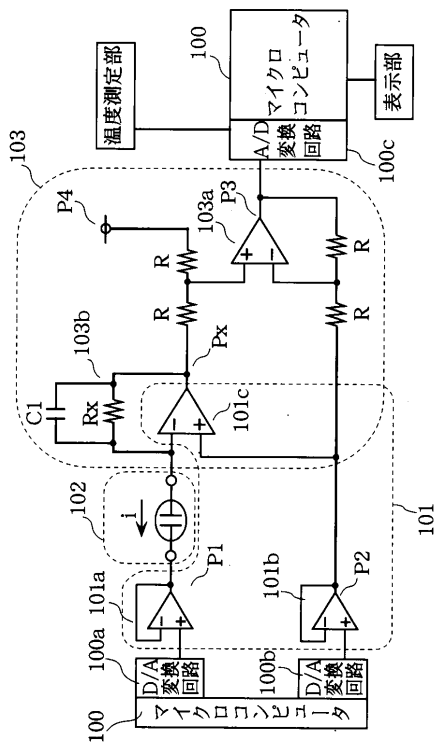 100
マイクロコンピュータ
D/A
変換
回路
100a
D/A
変換
回路
100b
101a
P1
101b
P2
101
102
i
C1
Rx
103b
101c
Px
R
R
P4
103
103a
P3
R
R
A/D
変換
回路
100c
マイクロ
コンピュータ
100
温度測定部
表示部